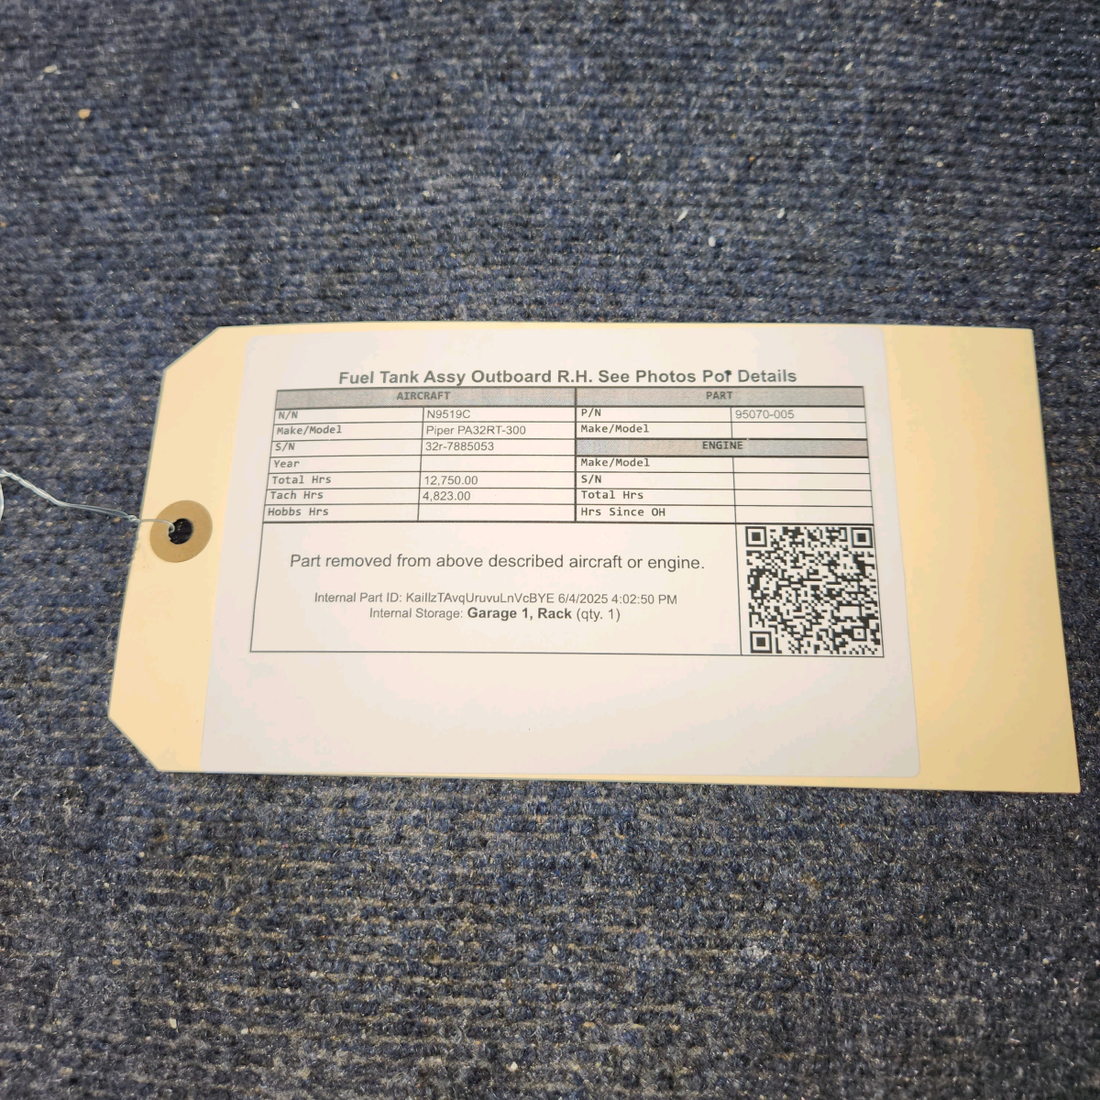 Fuel Tank Assy Outboard R.H. See Photos For Details
AIRCRAFT PART
N/N N9519C P/N 95070-005
Make/Model Piper PA32RT-300 Make/Model
S/N 32r-7885053 ENGINE
Year Make/Model
Total Hrs 12,750.00 S/N
Tach Hrs 4,823.00 Total Hrs
Hobbs Hrs Hrs Since OH
Part removed from above described aircraft or engine.
Internal Part ID: KaiIlzTAvqUruvuLnVcBYE 6/4/2025 4:02:50 PM
Internal Storage: Garage 1, Rack (qty. 1)